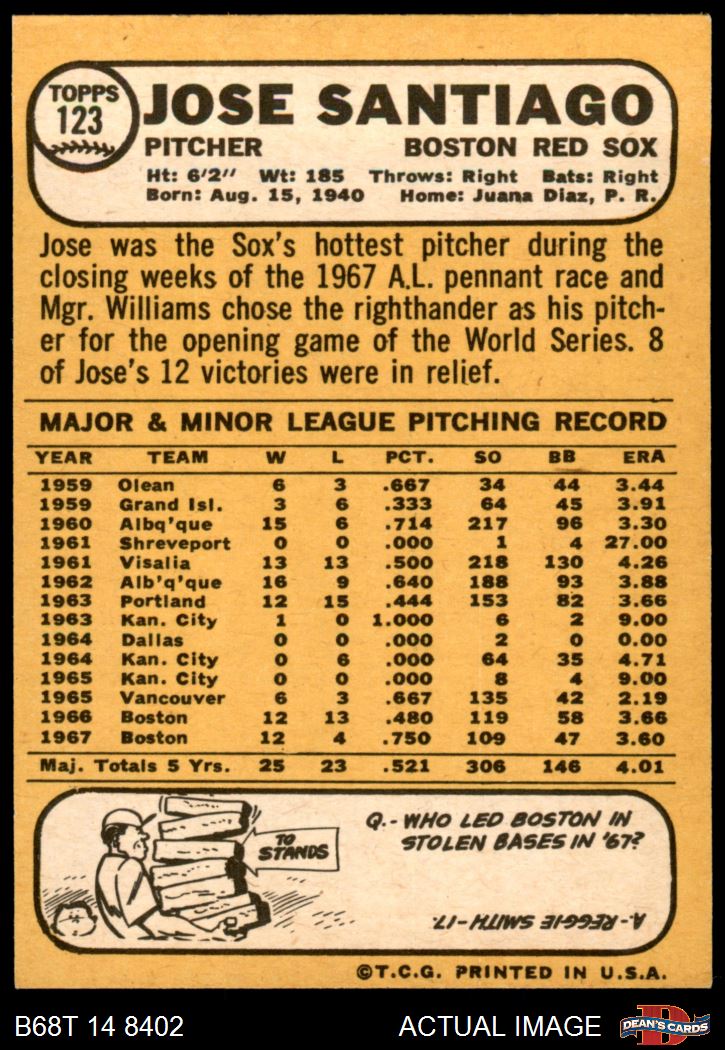 TOPPS
123
JOSE SANTIAGO
PITCHER BOSTON RED SOX
Ht: 6'2" Wt: 185 Throws: Right Bats: Right
Born: Aug. 15, 1940 Home: Juana Diaz, P. R.
Jose was the Sox's hottest pitcher during the
closing weeks of the 1967 A.L. pennant race and
Mgr. Williams chose the righthander as his pitch-
er for the opening game of the World Series. 8
of Jose's 12 victories were in relief.
MAJOR & MINOR LEAGUE PITCHING RECORD
YEAR TEAM W L PCT. SO BB ERA
1959 Olean 6 3 .667 34 44 3.44
1959 Grand Isl. 3 6 .333 64 45 3.91
1960 Albq'que 15 6 .714 217 96 3.30
1961 Shreveport 0 0 .000 1 4 27.00
1961 Visalia 13 13 .500 218 130 4.26
1962 Alb'q'que 16 9 .640 188 93 3.88
1963 Portland 12 15 .444 153 82 3.66
1963 Kan. City 1 0 1.000 6 2 9.00
1964 Dallas 0 0 .000 2 0 0.00
1964 Kan. City 0 6 .000 64 35 4.71
1965 Kan. City 0 0 .000 8 4 9.00
1965 Vancouver 6 3 .667 135 42 2.19
1966 Boston 12 13 .480 119 58 3.66
1967 Boston 12 4 .750 109 47 3.60
Maj. Totals 5 Yrs. 25 23 .521 306 146 4.01
TO
STANDS
Q.- WHO LED BOSTON IN
STOLEN BASES IN '67?
A.- REGGIE SMITH-17.
©T.C.G. PRINTED IN U.S.A.
B68T 14 8402 ACTUAL IMAGE
D
DEAN'S CARDS